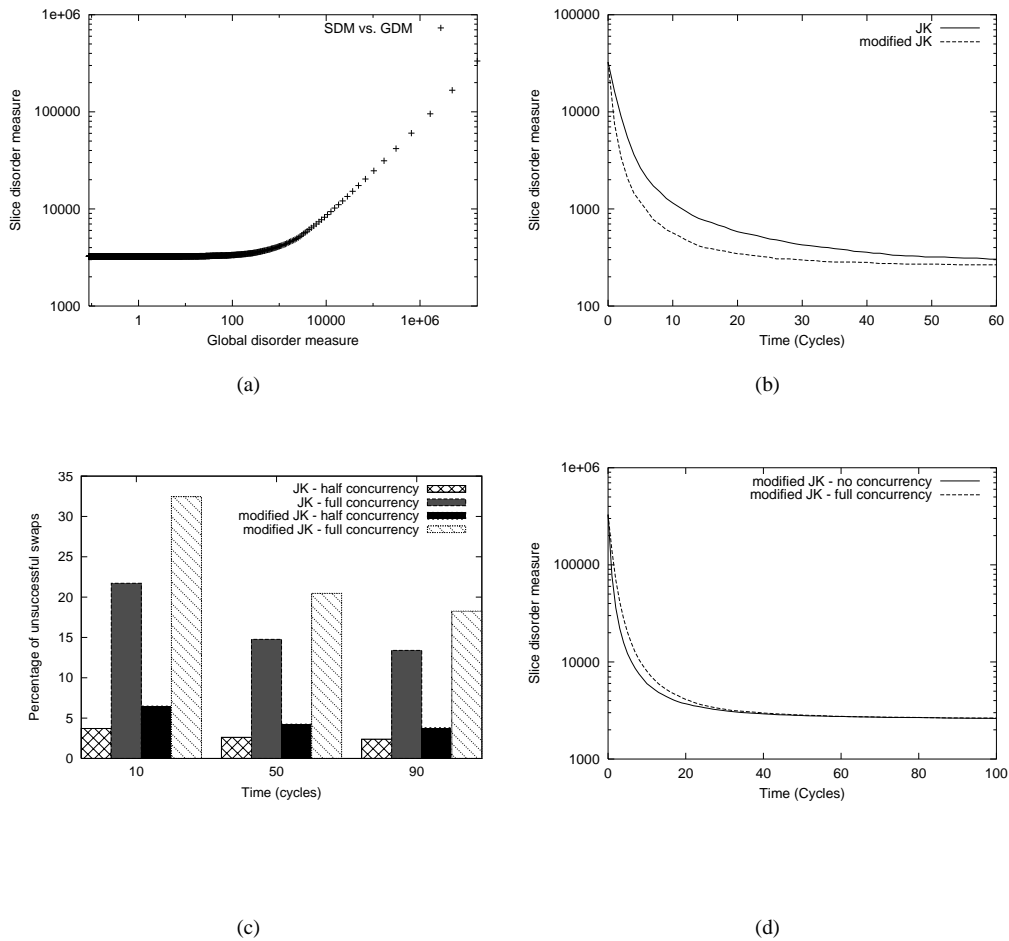 1e+06
100000
10000
1000
Slice disorder measure
SDM vs. GDM
1 100 10000 1e+06
Global disorder measure
(a)
100000
10000
1000
100
Slice disorder measure
JK
modified JK
0 10 20 30 40 50 60
Time (Cycles)
(b)
35
30
25
20
15
10
5
0
Percentage of unsuccessful swaps
JK - half concurrency
JK - full concurrency
modified JK - half concurrency
modified JK - full concurrency
10 50 90
Time (cycles)
(c)
1e+06
100000
10000
1000
Slice disorder measure
modified JK - no concurrency
modified JK - full concurrency
0 20 40 60 80 100
Time (Cycles)
(d)